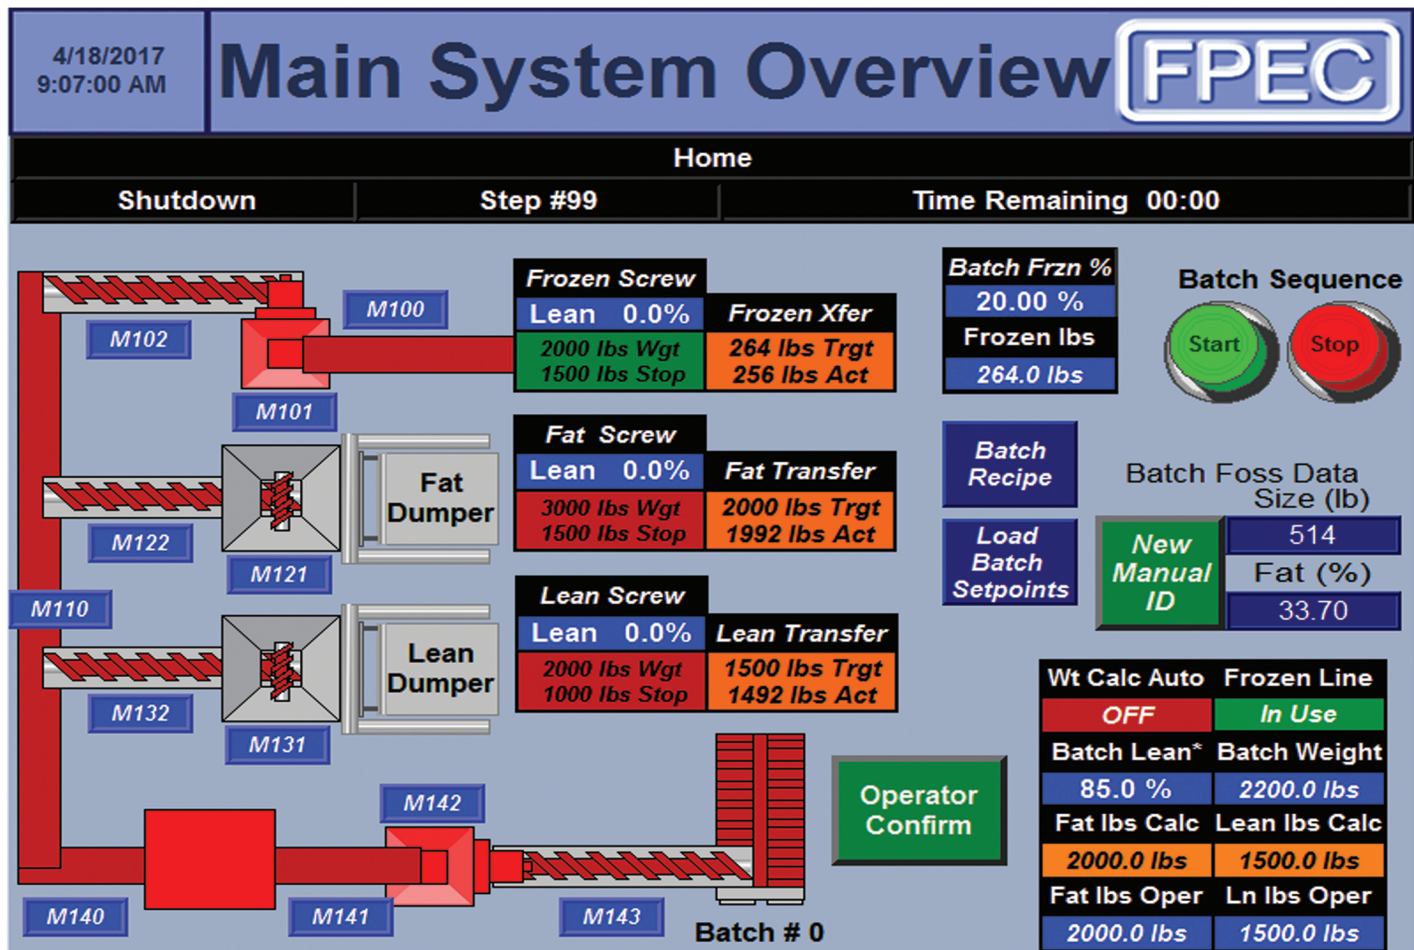 4/18/2017
9:07:00 AM
Main System Overview
FPEC
Home
Shutdown
Step #99
Time Remaining 00:00
M102
M100
M101
Frozen Screw
Lean 0.0%
2000 lbs Wgt
1500 lbs Stop
Frozen Xfer
264 lbs Trgt
256 lbs Act
Batch Frzn %
20.00 %
Frozen lbs
264.0 lbs
Batch Sequence
Start
Stop
M122
M121
Fat
Dumper
Fat Screw
Lean 0.0%
3000 lbs Wgt
1500 lbs Stop
Fat Transfer
2000 lbs Trgt
1992 lbs Act
Batch
Recipe
Load
Batch
Setpoints
Batch Foss Data
Size (lb)
514
New
Manual
ID
Fat (%)
33.70
M110
M132
M131
Lean
Dumper
Lean Screw
Lean 0.0%
2000 lbs Wgt
1000 lbs Stop
Lean Transfer
1500 lbs Trgt
1492 lbs Act
Wt Calc Auto Frozen Line
OFF In Use
Batch Lean* Batch Weight
85.0 % 2200.0 lbs
Fat lbs Calc Lean lbs Calc
2000.0 lbs 1500.0 lbs
Fat lbs Oper Ln lbs Oper
2000.0 lbs 1500.0 lbs
Operator
Confirm
M142
M140
M141
M143
Batch # 0